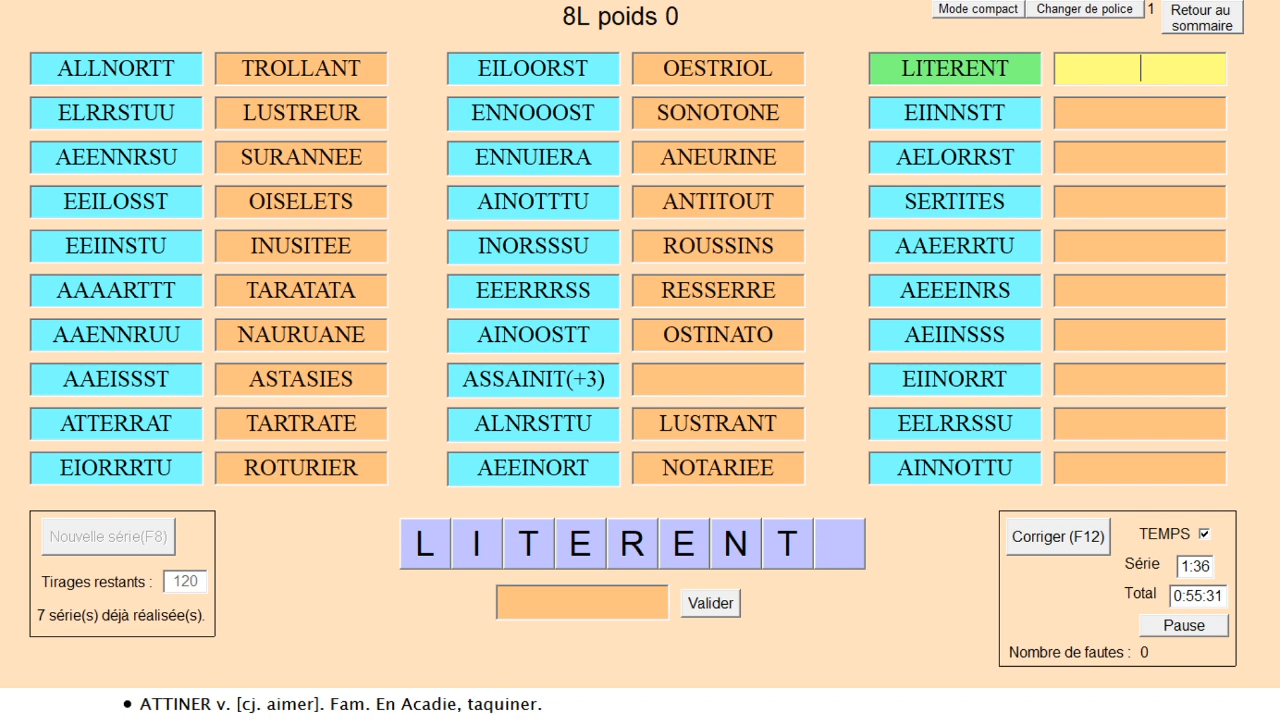 8L poids 0
Mode compact
Changer de police
1
Retour au
sommaire
ALLNORTT TROLLANT
ELRRSTUU LUSTREUR
AEENNRSU SURANNEE
EEILOSST OISELETS
EEIINSTU INUSITEE
AAAARTTT TARATATA
AAENNRUU NAURUANE
AAEISSST ASTASIES
ATTERRAT TARTRATE
EIORRRTU ROTURIER
EILOORST OESTRIOL
ENNOOOST SONOTONE
ENNUIERA ANEURINE
AINOTTTU ANTITOUT
INORSSSU ROUSSINS
EEERRRSS RESSERRE
AINOOSTT OSTINATO
ASSAINIT(+3)
ALNRSTTU LUSTRANT
AEEINORT NOTARIEE
LITERENT
EIINNSTT
AELORRST
SERTITES
AAEERRTU
AEEEINRS
AEIINSSS
EIINORRT
EELRRSSU
AINNOTTU
Nouvelle série(F8)
Tirages restants : 120
7 série(s) déjà réalisée(s).
L I T E R E N T
Valider
Corriger (F12)
TEMPS
Série 1:36
Total 0:55:31
Pause
Nombre de fautes : 0
• ATTINER v. [cj. aimer]. Fam. En Acadie, taquiner.